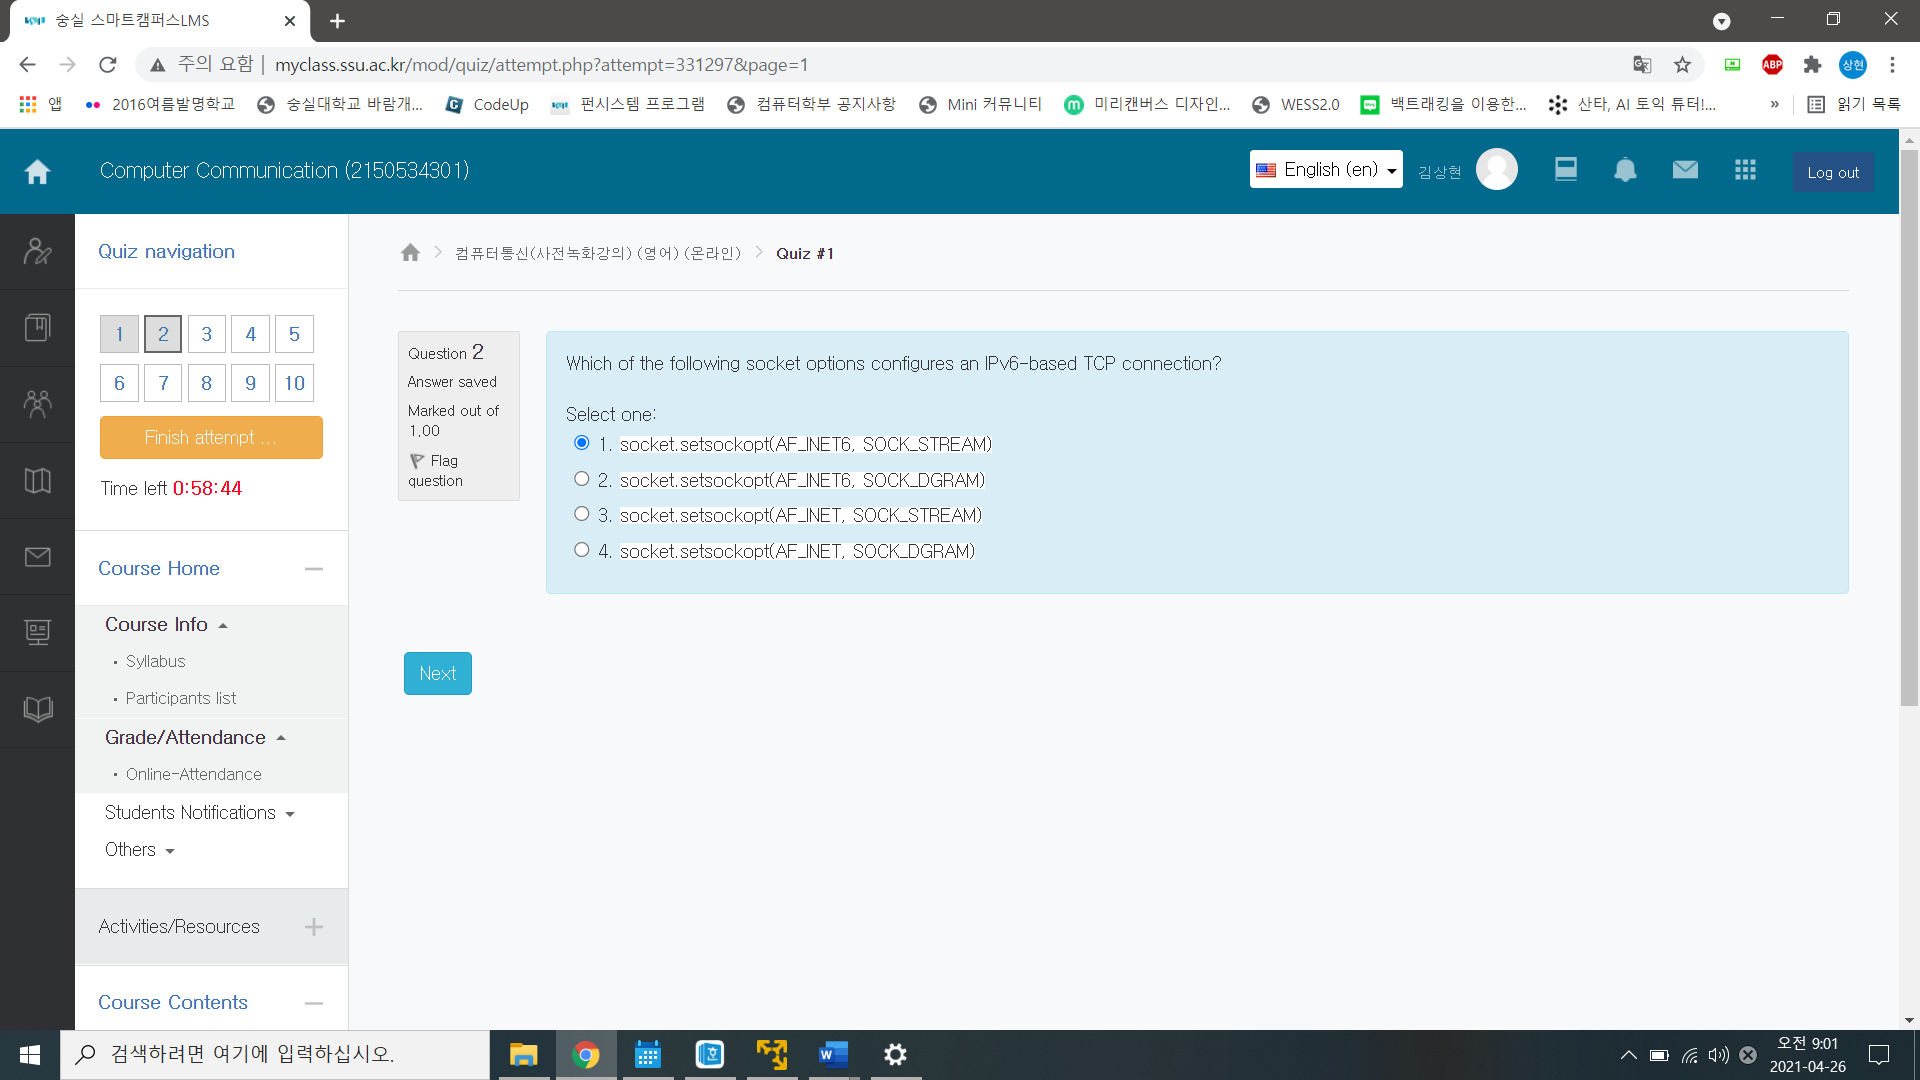 숭실 스마트캠퍼스LMS
주의 요함 | myclass.ssu.ac.kr/mod/quiz/attempt.php?attempt=331297&page=1
ABP
상현
앱 2016여름발명학교 숭실대학교 바람개... CodeUp 펀시스템 프로그램 컴퓨터학부 공지사항 Mini 커뮤니티 미리캔버스 디자인... WESS2.0 백트래킹을 이용한... 산타, AI 토익 튜터!... » 읽기 목록
Computer Communication (2150534301)
English (en)
김상현
Log out
Quiz navigation
1 2 3 4 5
6 7 8 9 10
Finish attempt ...
Time left 0:58:44
Course Home
Course Info
Syllabus
Participants list
Grade/Attendance
Online-Attendance
Students Notifications
Others
Activities/Resources
Course Contents
컴퓨터통신(사전녹화강의) (영어) (온라인) Quiz #1
Question 2
Answer saved
Marked out of
1.00
Flag
question
Which of the following socket options configures an IPv6-based TCP connection?
Select one:
1. socket.setsockopt(AF_INET6, SOCK_STREAM)
2. socket.setsockopt(AF_INET6, SOCK_DGRAM)
3. socket.setsockopt(AF_INET, SOCK_STREAM)
4. socket.setsockopt(AF_INET, SOCK_DGRAM)
Next
검색하려면 여기에 입력하십시오.
오전 9:01
2021-04-26